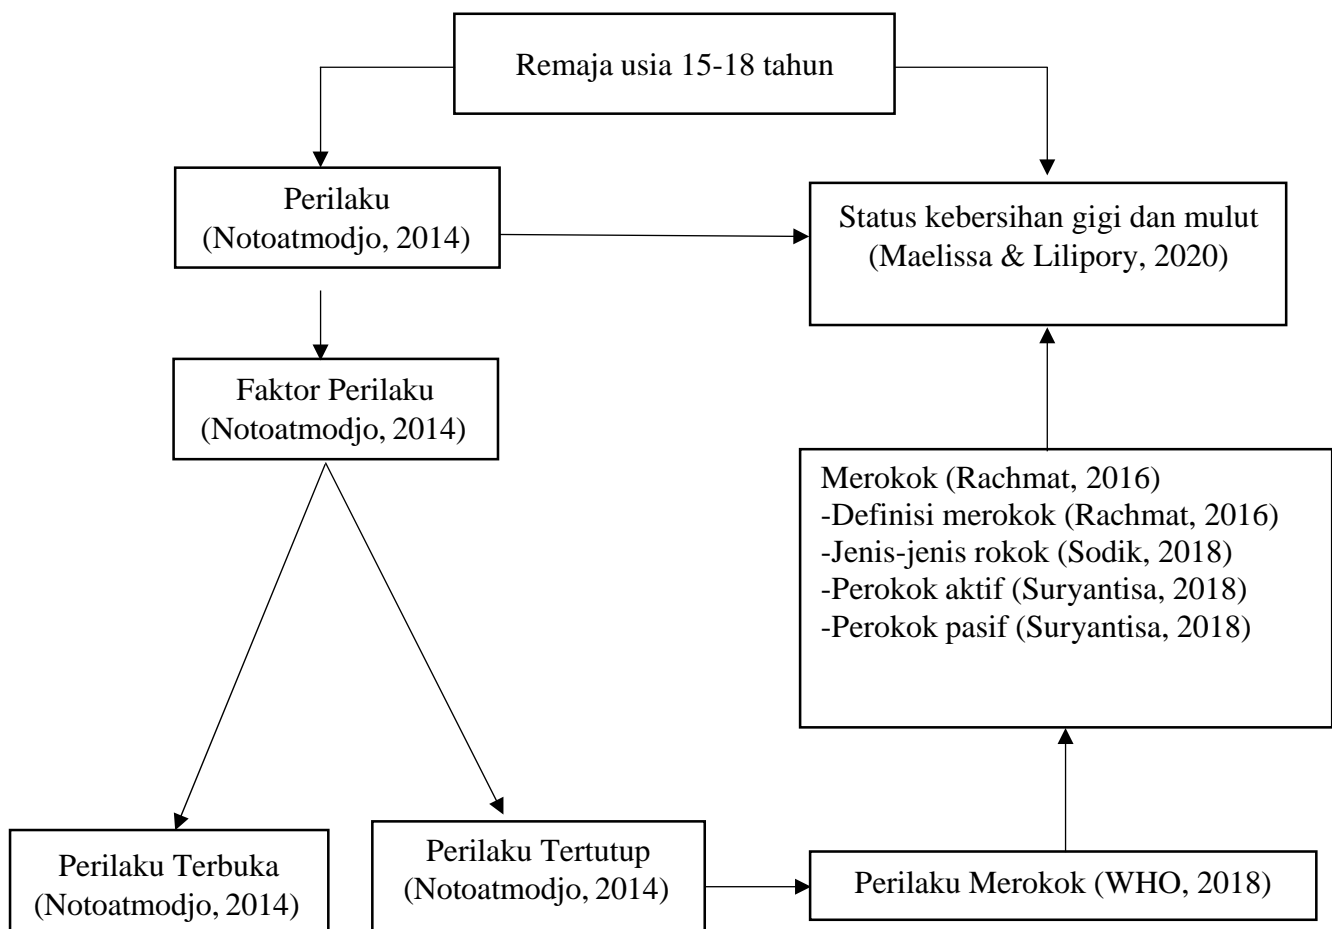 Remaja usia 15-18 tahun
Perilaku
(Notoatmodjo, 2014)
Status kebersihan gigi dan mulut
(Maelissa & Lilipory, 2020)
Faktor Perilaku
(Notoatmodjo, 2014)
Merokok (Rachmat, 2016)
-Definisi merokok (Rachmat, 2016)
-Jenis-jenis rokok (Sodik, 2018)
-Perokok aktif (Suryantisa, 2018)
-Perokok pasif (Suryantisa, 2018)
Perilaku Terbuka
(Notoatmodjo, 2014)
Perilaku Tertutup
(Notoatmodjo, 2014)
Perilaku Merokok (WHO, 2018)